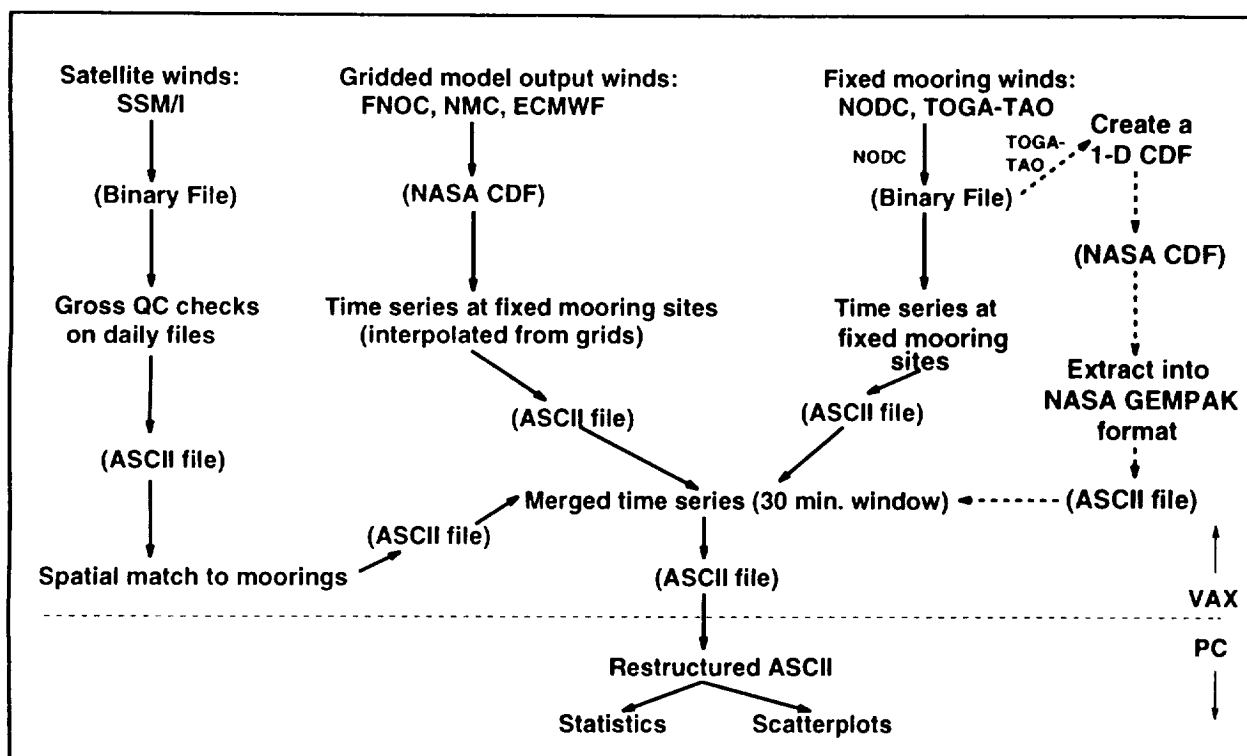 Satellite winds:
SSM/I
(Binary File)
Gross QC checks
on daily files
(ASCII file)
Spatial match to moorings
(ASCII file)
Gridded model output winds:
FNOC, NMC, ECMWF
(NASA CDF)
Time series at fixed mooring sites
(interpolated from grids)
(ASCII file)
Fixed mooring winds:
NODC, TOGA-TAO
NODC
(Binary File)
Time series at
fixed mooring
sites
(ASCII file)
TOGA-
TAO
Create a
1-D CDF
(NASA CDF)
Extract into
NASA GEMPAK
format
(ASCII file)
Merged time series (30 min. window)
(ASCII file)
VAX
PC
Restructured ASCII
Statistics
Scatterplots